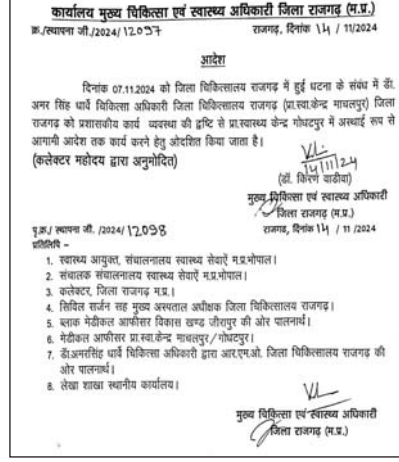 कार्यालय मुख्य चिकित्सा एवं स्वास्थ्य अधिकारी जिला राजगढ़ (म.प्र.)
क्र./स्थापना जी./2024/ 12097 राजगढ़, दिनांक 14 / 11/2024
आदेश
दिनांक 07.11.2024 को जिला चिकित्सालय राजगढ़ में हुई घटना के संबंध में डॉ.
अमर सिंह धार्वे चिकित्सा अधिकारी जिला चिकित्सालय राजगढ़ (प्रा.स्वा.केन्द्र माचलपुर) जिला
राजगढ़ को प्रशासकीय कार्य व्यवस्था की द्वष्टि से प्रा.स्वास्थ्य केन्द्र गोघटपुर में अस्थाई रूप से
आगामी आदेश तक कार्य करने हेतु ओदशित किया जाता है।
(कलेक्टर महोदय द्वारा अनुमोदित)
14/11/24
(डॉ. किरण वाडीवा)
मुख्य चिकित्सा एवं स्वास्थ्य अधिकारी
जिला राजगढ़ (म.प्र.)
पृ.क्र./ स्थापना जी. /2024/ 12098 राजगढ़, दिनांक 14 / 11 /2024
प्रतिलिपि –
1. स्वास्थ्य आयुक्त, संचालनालय स्वास्थ्य सेवाऐं म.प्र.भोपाल।
2. संचालक संचालनालय स्वास्थ्य सेवाऐं म.प्र.भोपाल।
3. कलेक्टर, जिला राजगढ़ म.प्र.।
4. सिविल सर्जन सह मुख्य अस्पताल अधीक्षक जिला चिकित्सालय राजगढ़।
5. ब्लाक मेडीकल आफीसर विकास खण्ड जीरापुर की ओर पालनार्थ।
6. मेडीकल आफीसर प्रा.स्वा.केन्द्र माचलपुर/गोघटपुर।
7. डॉ.अमरसिंह धार्वे चिकित्सा अधिकारी द्वारा आर.एम.ओ. जिला चिकित्सालय राजगढ़ की
ओर पालनार्थ।
8. लेखा शाखा स्थानीय कार्यालय।
मुख्य चिकित्सा एवं स्वास्थ्य अधिकारी
जिला राजगढ़ (म.प्र.)